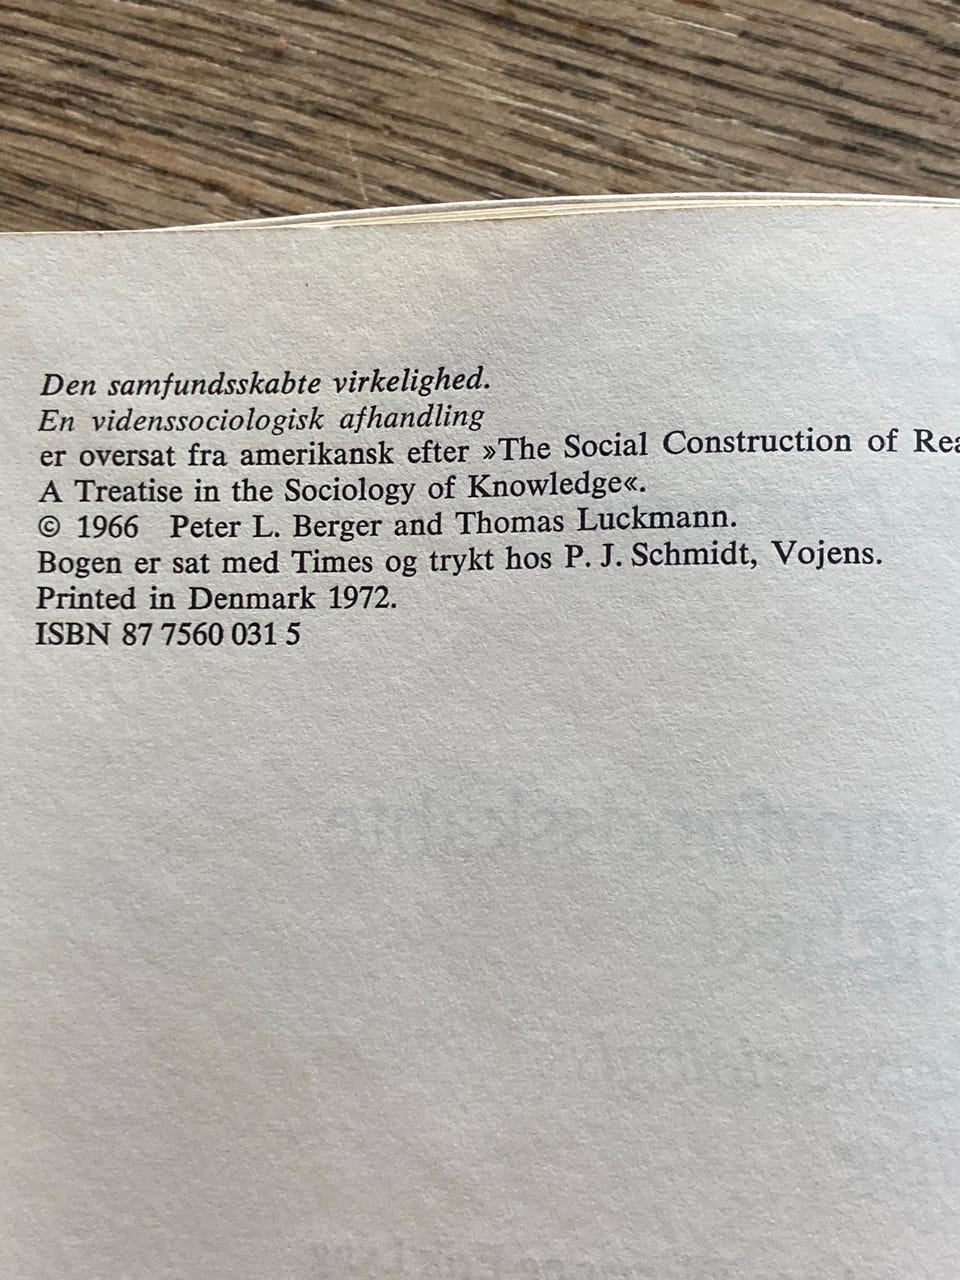 Den samfundsskabte virkelighed.
En videnssociologisk afhandling
er oversat fra amerikansk efter »The Social Construction of Rea
A Treatise in the Sociology of Knowledge«.
© 1966 Peter L. Berger and Thomas Luckmann.
Bogen er sat med Times og trykt hos P. J. Schmidt, Vojens.
Printed in Denmark 1972.
ISBN 87 7560 031 5